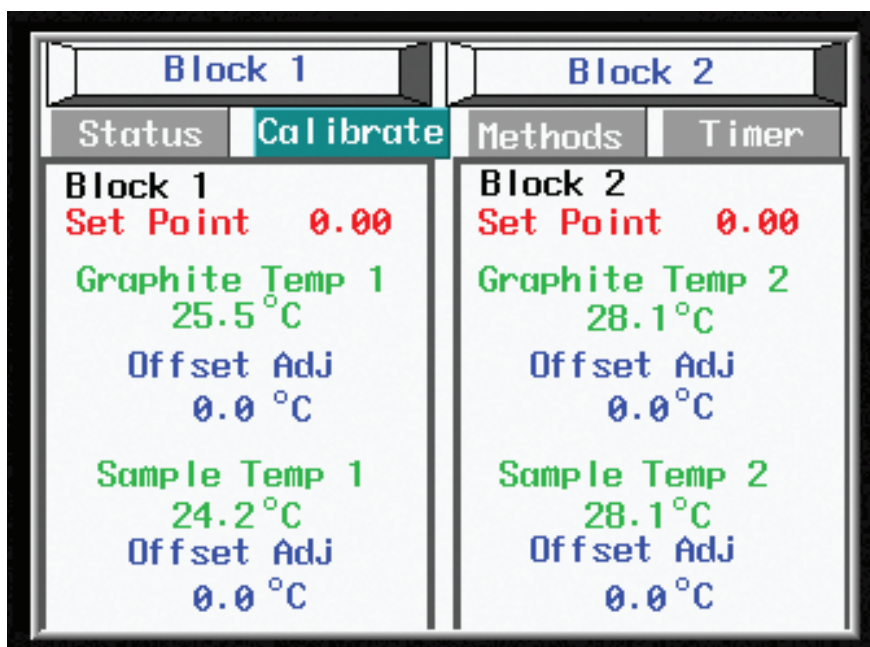 Block 1
Block 2
Status
Calibrate
Methods
Timer
Block 1
Set Point 0.00
Graphite Temp 1
25.5°C
Offset Adj
0.0 °C
Sample Temp 1
24.2°C
Offset Adj
0.0 °C
Block 2
Set Point 0.00
Graphite Temp 2
28.1°C
Offset Adj
0.0°C
Sample Temp 2
28.1°C
Offset Adj
0.0°C